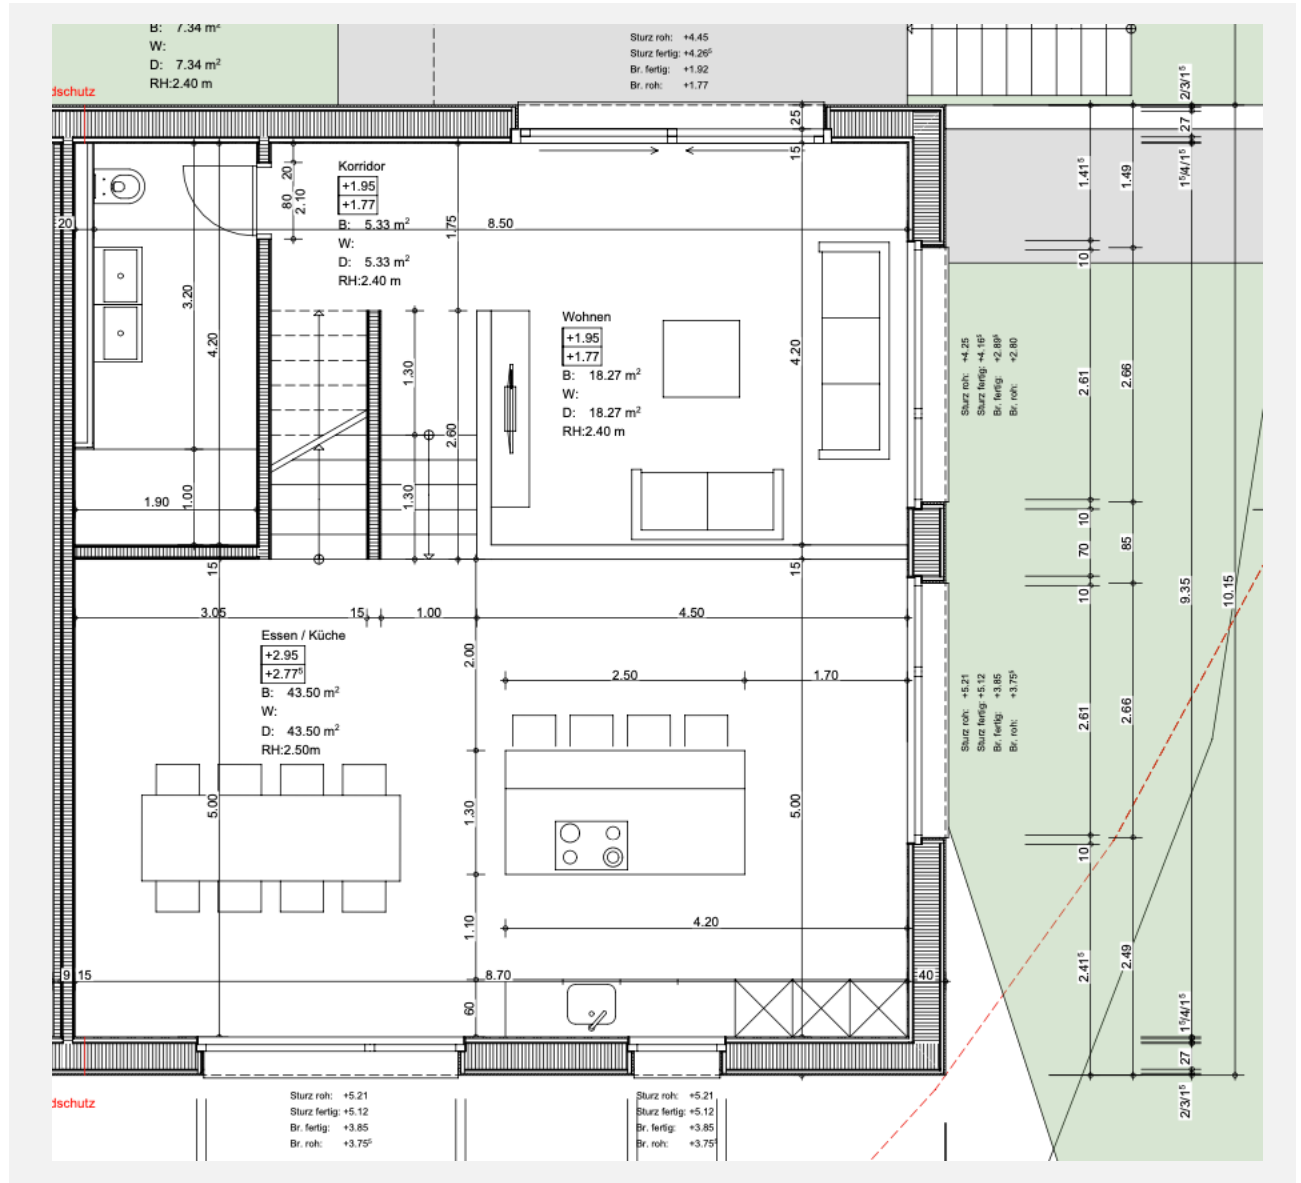 B: 7.34 m²
W:
D: 7.34 m²
RH:2.40 m
dschutz
Sturz roh: +4.45
Sturz fertig: +4.26⁵
Br. fertig: +1.92
Br. roh: +1.77
2/3/1⁵
27
1⁵/4/1⁵
25
15
1.41⁵
1.49
Korridor
+1.95
+1.77
B: 5.33 m²
W:
D: 5.33 m²
RH:2.40 m
20
80
2.10
20
1.75
8.50
10
3.20
4.20
1.30
2.60
1.30
Wohnen
+1.95
+1.77
B: 18.27 m²
W:
D: 18.27 m²
RH:2.40 m
4.20
Sturz roh: +4.25
Sturz fertig: +4.16⁵
Br. fertig: +2.89⁵
Br. roh: +2.80
2.61
2.66
1.90
1.00
10
70
85
10
15
15
9.35
10.15
3.05
15
1.00
4.50
Essen / Küche
+2.95
+2.77⁵
B: 43.50 m²
W:
D: 43.50 m²
RH:2.50m
2.00
2.50
1.70
Sturz roh: +5.21
Sturz fertig: +5.12
Br. fertig: +3.85
Br. roh: +3.75⁵
2.61
2.66
5.00
1.30
5.00
10
4.20
1.10
2.41⁵
2.49
9
15
8.70
40
60
1⁵/4/1⁵
27
2/3/1⁵
dschutz
Sturz roh: +5.21
Sturz fertig: +5.12
Br. fertig: +3.85
Br. roh: +3.75⁵
Sturz roh: +5.21
Sturz fertig: +5.12
Br. fertig: +3.85
Br. roh: +3.75⁵